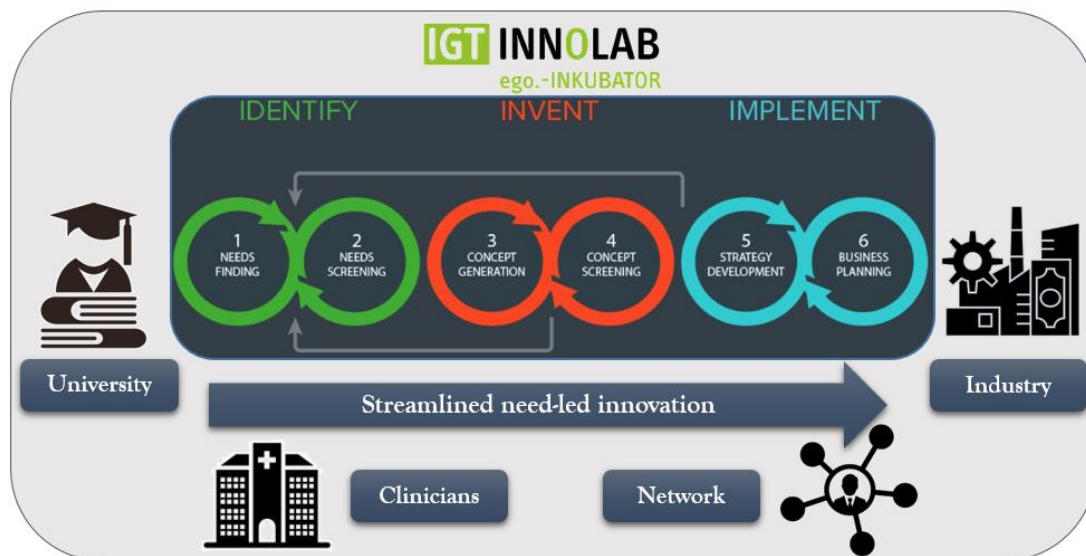 IGT INNOLAB
ego.-INKUBATOR
IDENTIFY
INVENT
IMPLEMENT
1
NEEDS
FINDING
2
NEEDS
SCREENING
3
CONCEPT
GENERATION
4
CONCEPT
SCREENING
5
STRATEGY
DEVELOPMENT
6
BUSINESS
PLANNING
University
Industry
Streamlined need-led innovation
Clinicians
Network